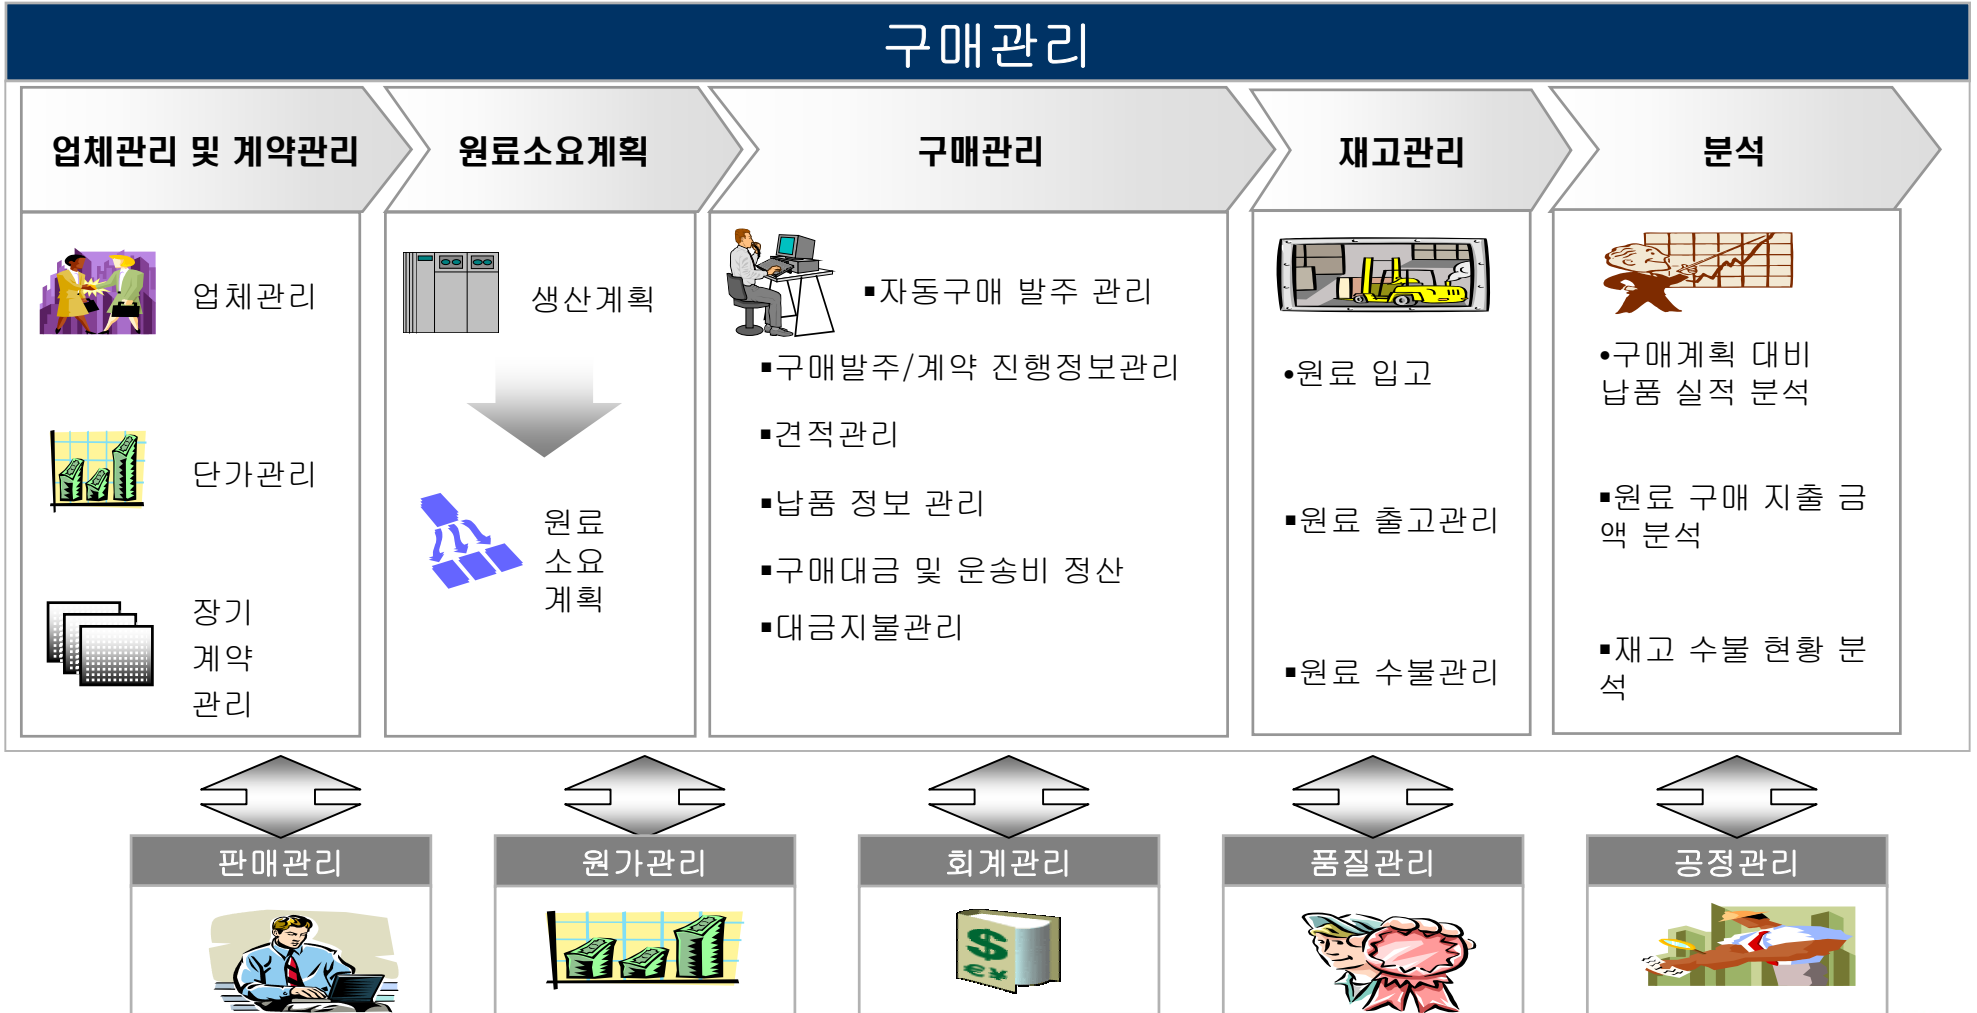 구매관리
업체관리 및 계약관리
원료소요계획
구매관리
재고관리
분석
업체관리
단가관리
장기
계약
관리
생산계획
원료
소요
계획
▪자동구매 발주 관리
▪구매발주/계약 진행정보관리
▪견적관리
▪납품 정보 관리
▪구매대금 및 운송비 정산
▪대금지불관리
•원료 입고
▪원료 출고관리
▪원료 수불관리
•구매계획 대비
납품 실적 분석
▪원료 구매 지출 금
액 분석
▪재고 수불 현황 분
석
판매관리
원가관리
회계관리
품질관리
공정관리
$
€¥